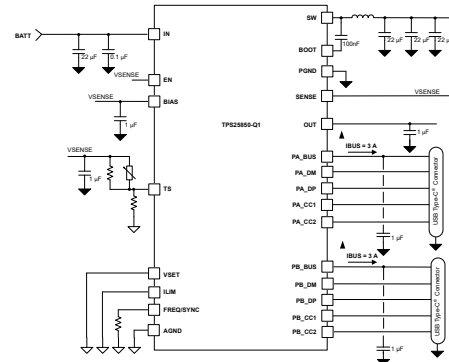 BATT
IN
22 µF
0.1 µF
VSENSE
EN
VSENSE
BIAS
1 µF
VSENSE
1 µF
TS
VSET
ILIM
FREQ/SYNC
AGND
TPS25850-Q1
SW
22 µF
22 µF
22 µF
BOOT
100nF
PGND
SENSE
VSENSE
OUT
1 µF
PA_BUS
IBUS = 3 A
PA_DM
PA_DP
PA_CC1
PA_CC2
1 µF
USB Type-C® Connector
PB_BUS
IBUS = 3 A
PB_DM
PB_DP
PB_CC1
PB_CC2
1 µF
USB Type-C® Connector